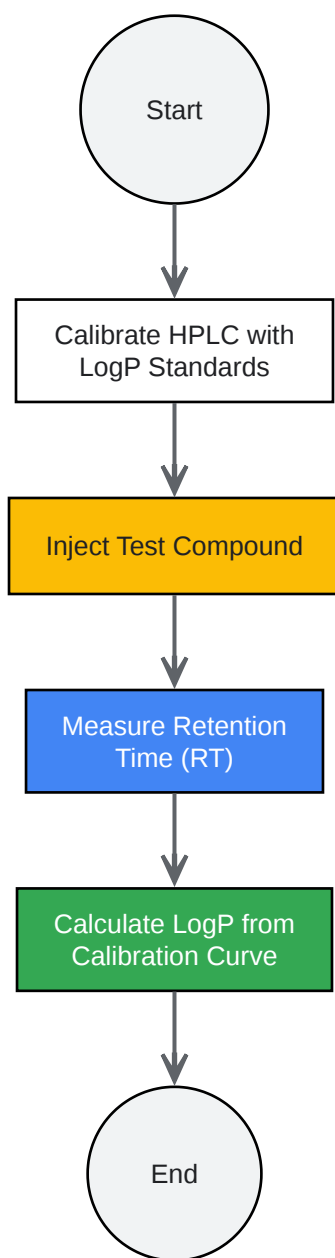 Start
Calibrate HPLC with
LogP Standards
Inject Test Compound
Measure Retention
Time (RT)
Calculate LogP from
Calibration Curve
End